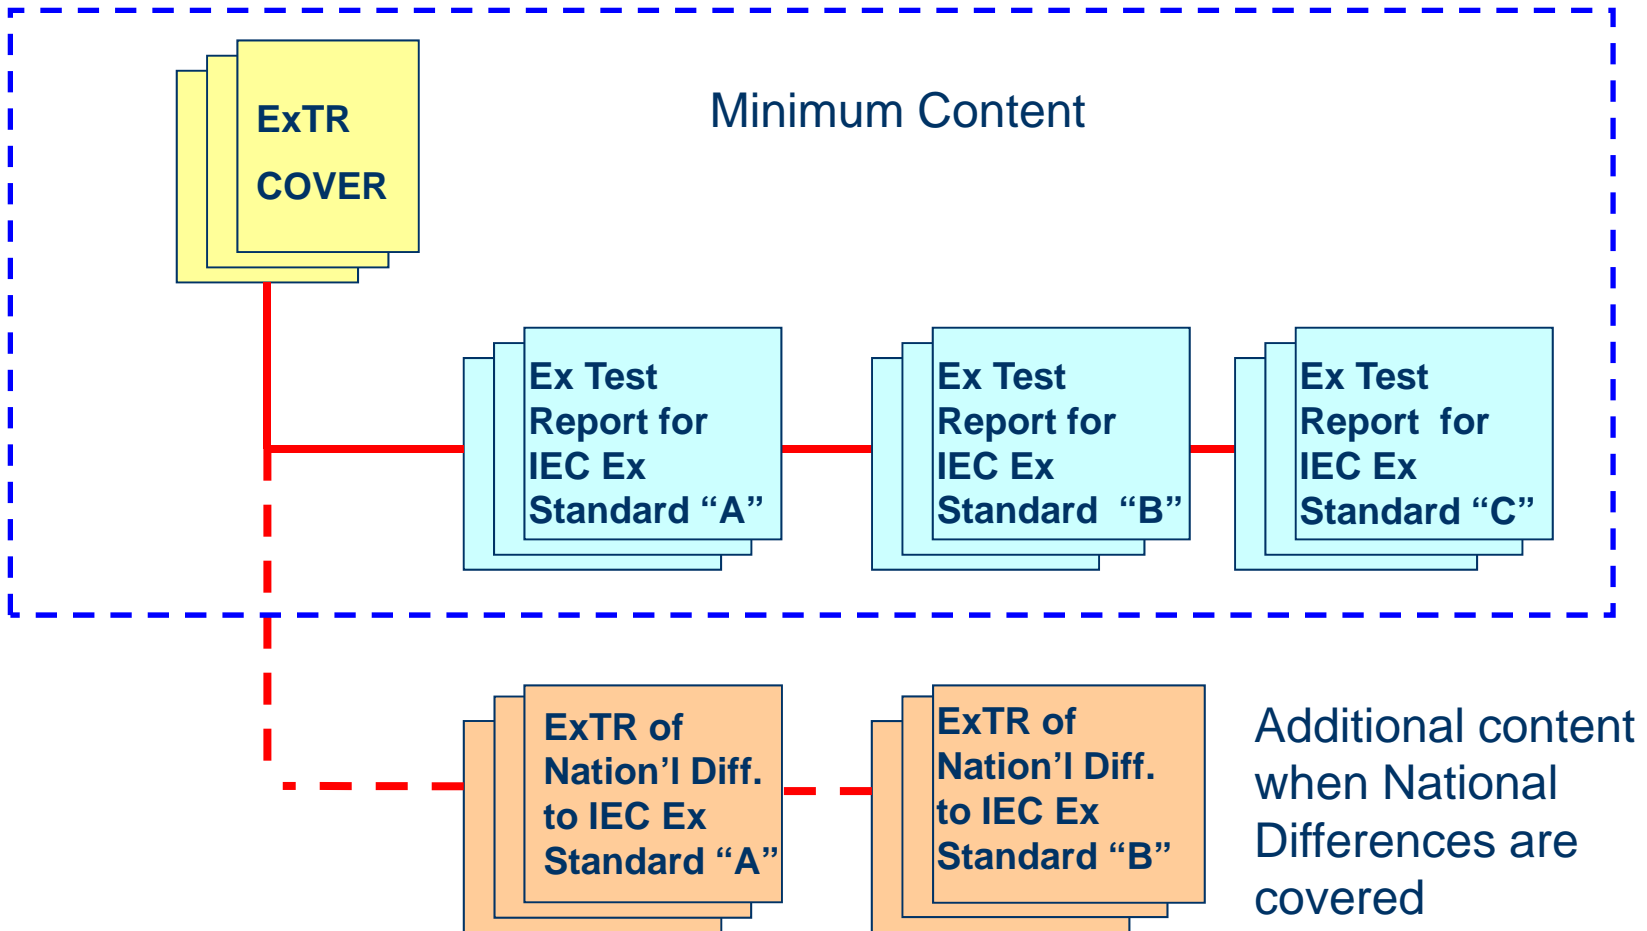 ExTR
COVER
Minimum Content
Ex Test
Report for
IEC Ex
Standard “A”
Ex Test
Report for
IEC Ex
Standard “B”
Ex Test
Report for
IEC Ex
Standard “C”
ExTR of
Nation’l Diff.
to IEC Ex
Standard “A”
ExTR of
Nation’l Diff.
to IEC Ex
Standard “B”
Additional content
when National
Differences are
covered